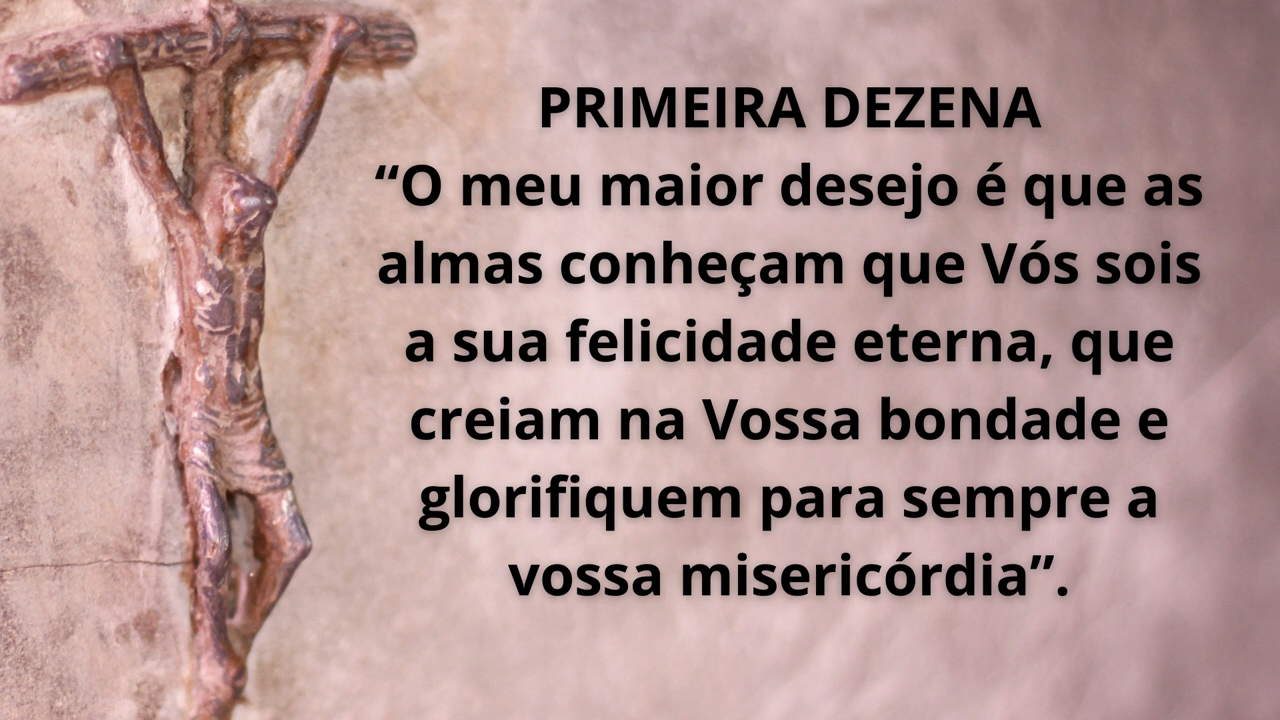 PRIMEIRA DEZENA
“O meu maior desejo é que as
almas conheçam que Vós sois
a sua felicidade eterna, que
creiam na Vossa bondade e
glorifiquem para sempre a
vossa misericórdia”.